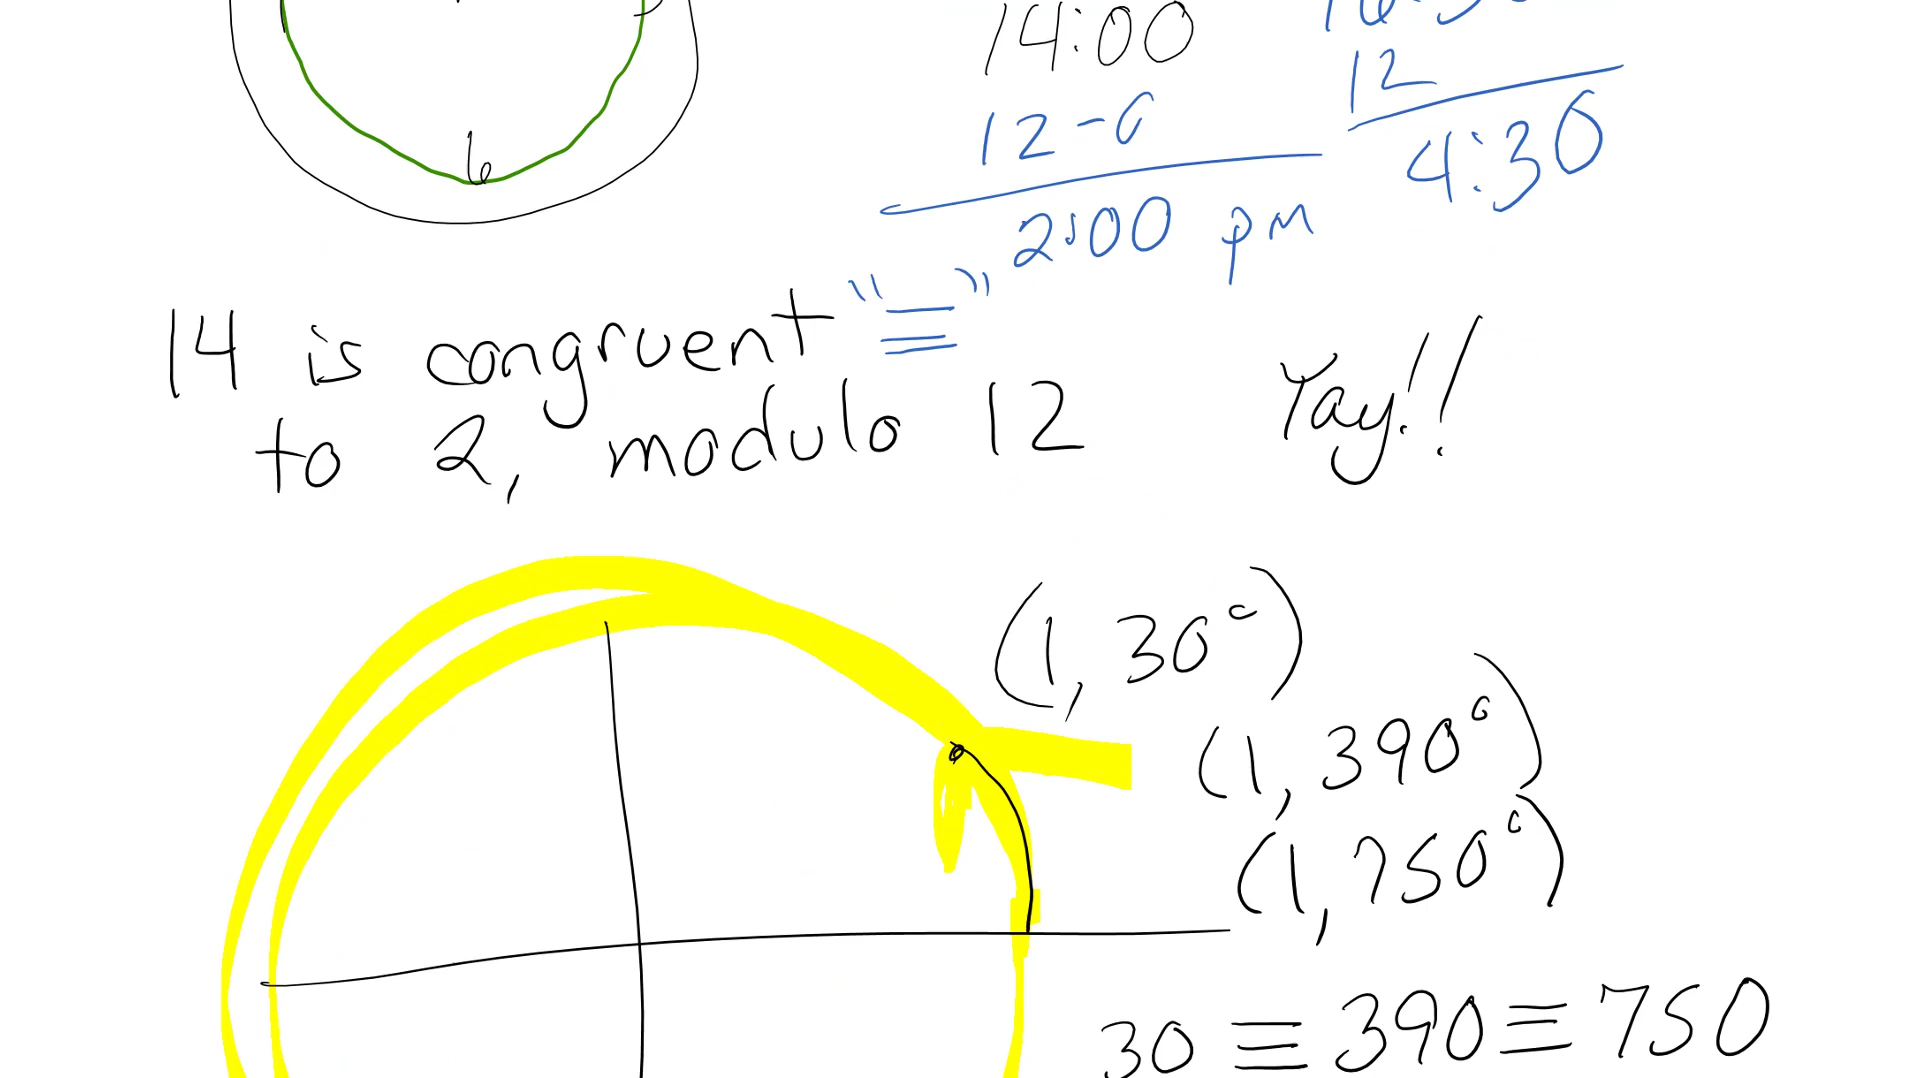 14:00
12
12-0
4:30
6
2:00 pm
14 is congruent "≡"
to 2, modulo 12
Yay!!
(1, 30°)
(1, 390°)
(1, 750°)
30 ≡ 390 ≡ 750